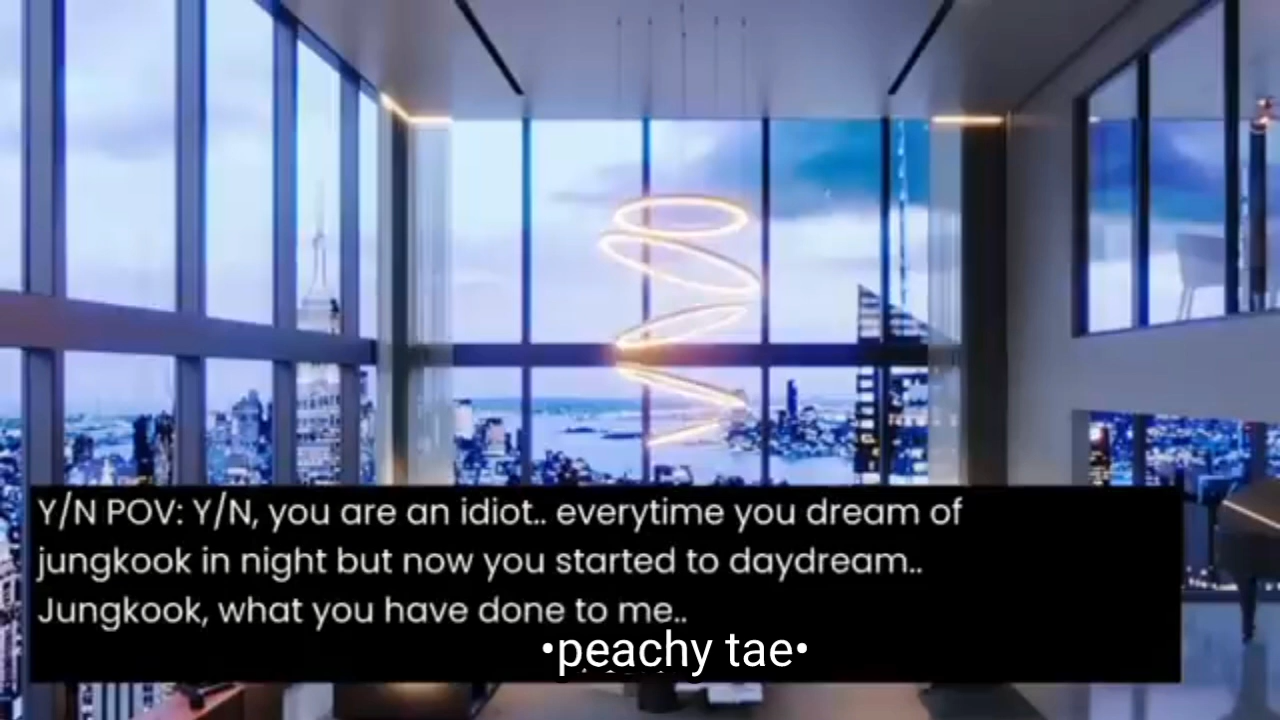 Y/N POV: Y/N, you are an idiot.. everytime you dream of
jungkook in night but now you started to daydream..
Jungkook, what you have done to me..
•peachy tae•